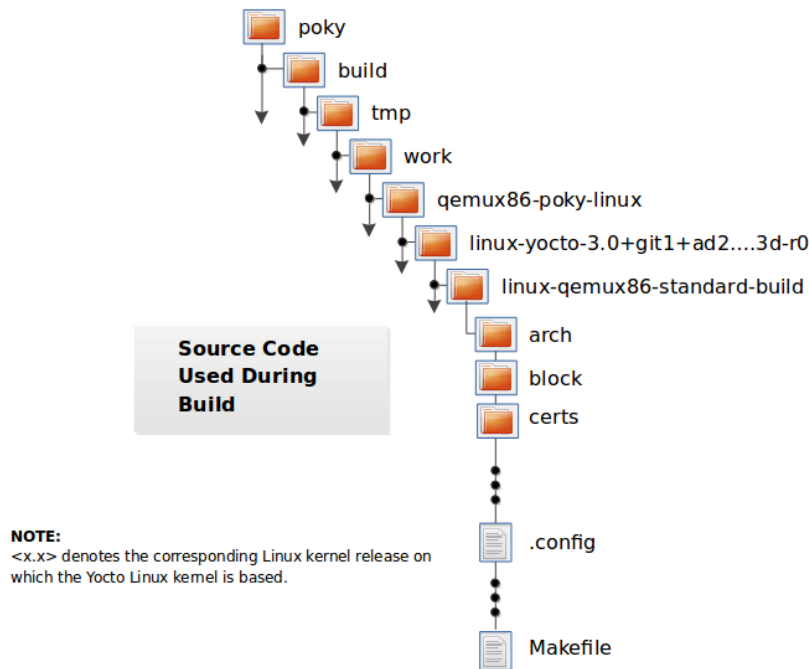 poky
build
tmp
work
qemux86-poky-linux
linux-yocto-3.0+git1+ad2....3d-r0
linux-qemux86-standard-build
arch
block
certs
Source Code
Used During
Build
.config
NOTE:
<x.x> denotes the corresponding Linux kernel release on
which the Yocto Linux kernel is based.
Makefile